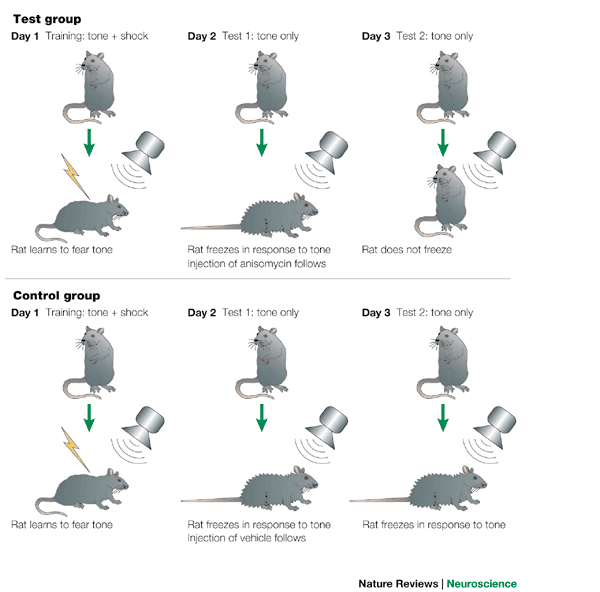 Test group
Day 1 Training: tone + shock
Day 2 Test 1: tone only
Day 3 Test 2: tone only
Rat learns to fear tone
Rat freezes in response to tone
Injection of anisomycin follows
Rat does not freeze
Control group
Day 1 Training: tone + shock
Day 2 Test 1: tone only
Day 3 Test 2: tone only
Rat learns to fear tone
Rat freezes in response to tone
Injection of vehicle follows
Rat freezes in response to tone
Nature Reviews | Neuroscience